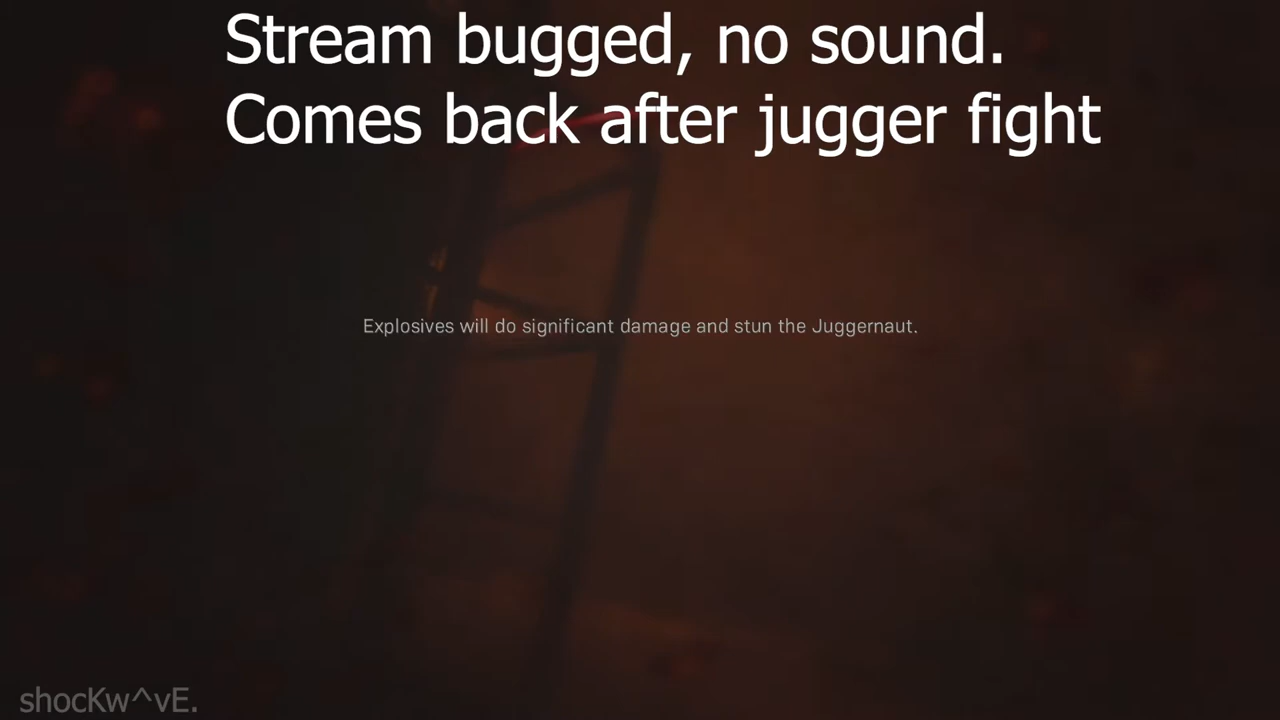 Stream bugged, no sound.
Comes back after jugger fight
Explosives will do significant damage and stun the Juggernaut.
shocKw^vE.